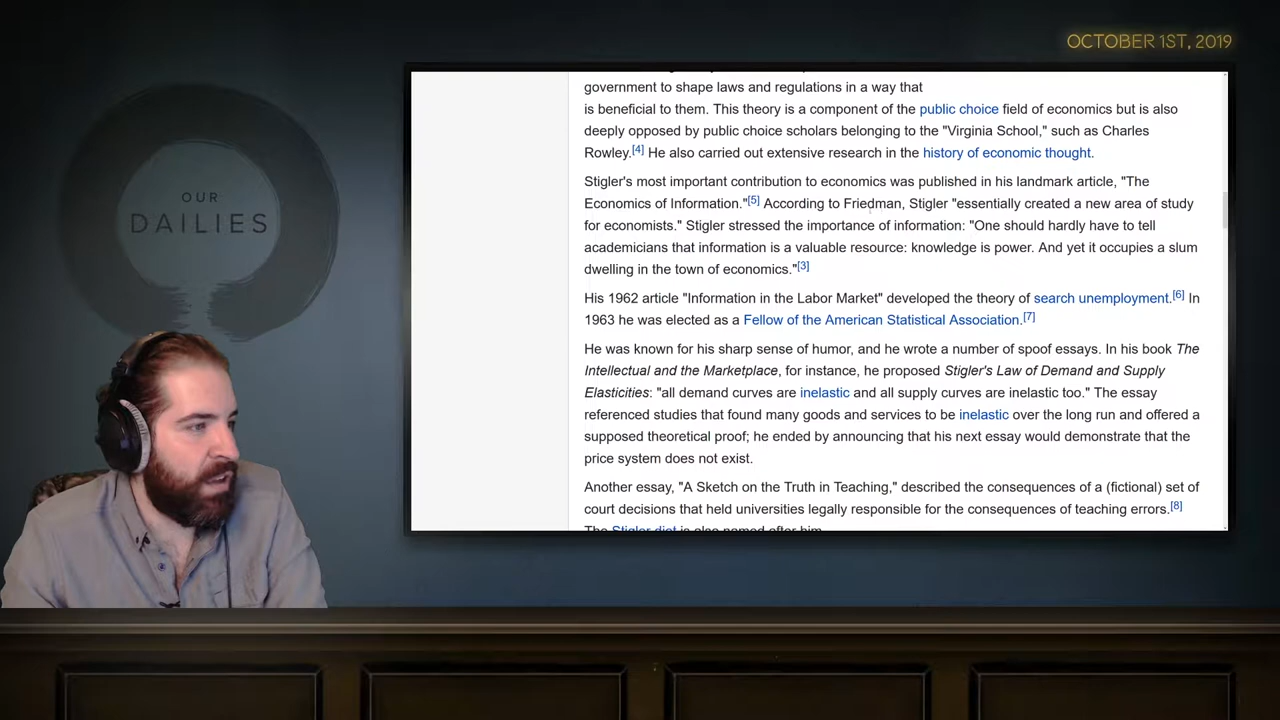 OCTOBER 1ST, 2019
OUR
DAILIES
government to shape laws and regulations in a way that
is beneficial to them. This theory is a component of the public choice field of economics but is also
deeply opposed by public choice scholars belonging to the "Virginia School," such as Charles
Rowley.[4] He also carried out extensive research in the history of economic thought.
Stigler's most important contribution to economics was published in his landmark article, "The
Economics of Information."[5] According to Friedman, Stigler "essentially created a new area of study
for economists." Stigler stressed the importance of information: "One should hardly have to tell
academicians that information is a valuable resource: knowledge is power. And yet it occupies a slum
dwelling in the town of economics."[3]
His 1962 article "Information in the Labor Market" developed the theory of search unemployment.[6] In
1963 he was elected as a Fellow of the American Statistical Association.[7]
He was known for his sharp sense of humor, and he wrote a number of spoof essays. In his book The
Intellectual and the Marketplace, for instance, he proposed Stigler's Law of Demand and Supply
Elasticities: "all demand curves are inelastic and all supply curves are inelastic too." The essay
referenced studies that found many goods and services to be inelastic over the long run and offered a
supposed theoretical proof; he ended by announcing that his next essay would demonstrate that the
price system does not exist.
Another essay, "A Sketch on the Truth in Teaching," described the consequences of a (fictional) set of
court decisions that held universities legally responsible for the consequences of teaching errors.[8]
The Stigler diet is also named after him.